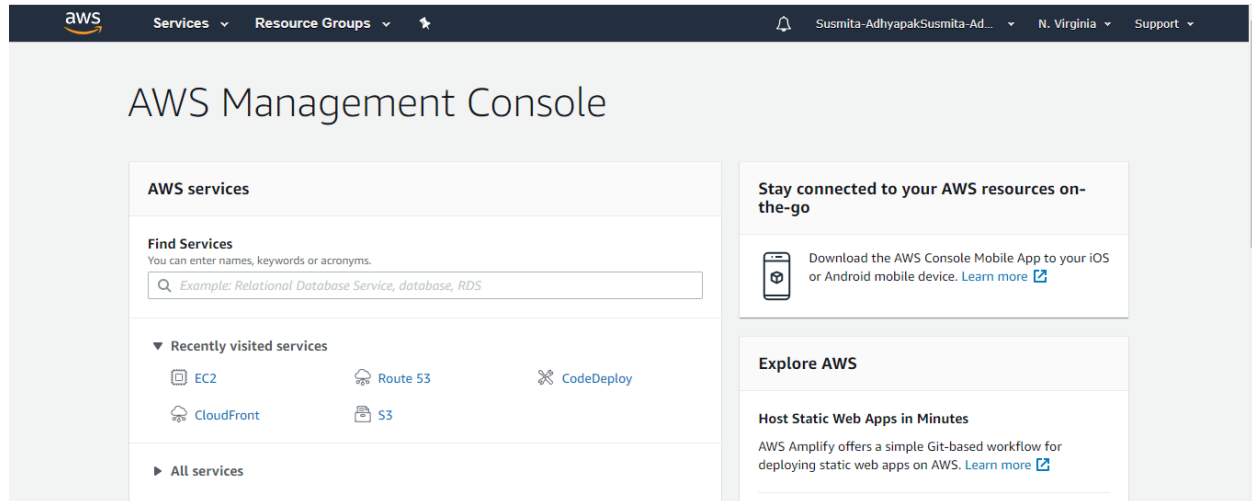 aws Services Resource Groups Susmita-AdhyapakSusmita-Ad... N. Virginia Support
AWS Management Console
AWS services
Find Services
You can enter names, keywords or acronyms.
Example: Relational Database Service, database, RDS
Recently visited services
EC2 Route 53 CodeDeploy
CloudFront S3
All services
Stay connected to your AWS resources on-
the-go
Download the AWS Console Mobile App to your iOS
or Android mobile device. Learn more
Explore AWS
Host Static Web Apps in Minutes
AWS Amplify offers a simple Git-based workflow for
deploying static web apps on AWS. Learn more